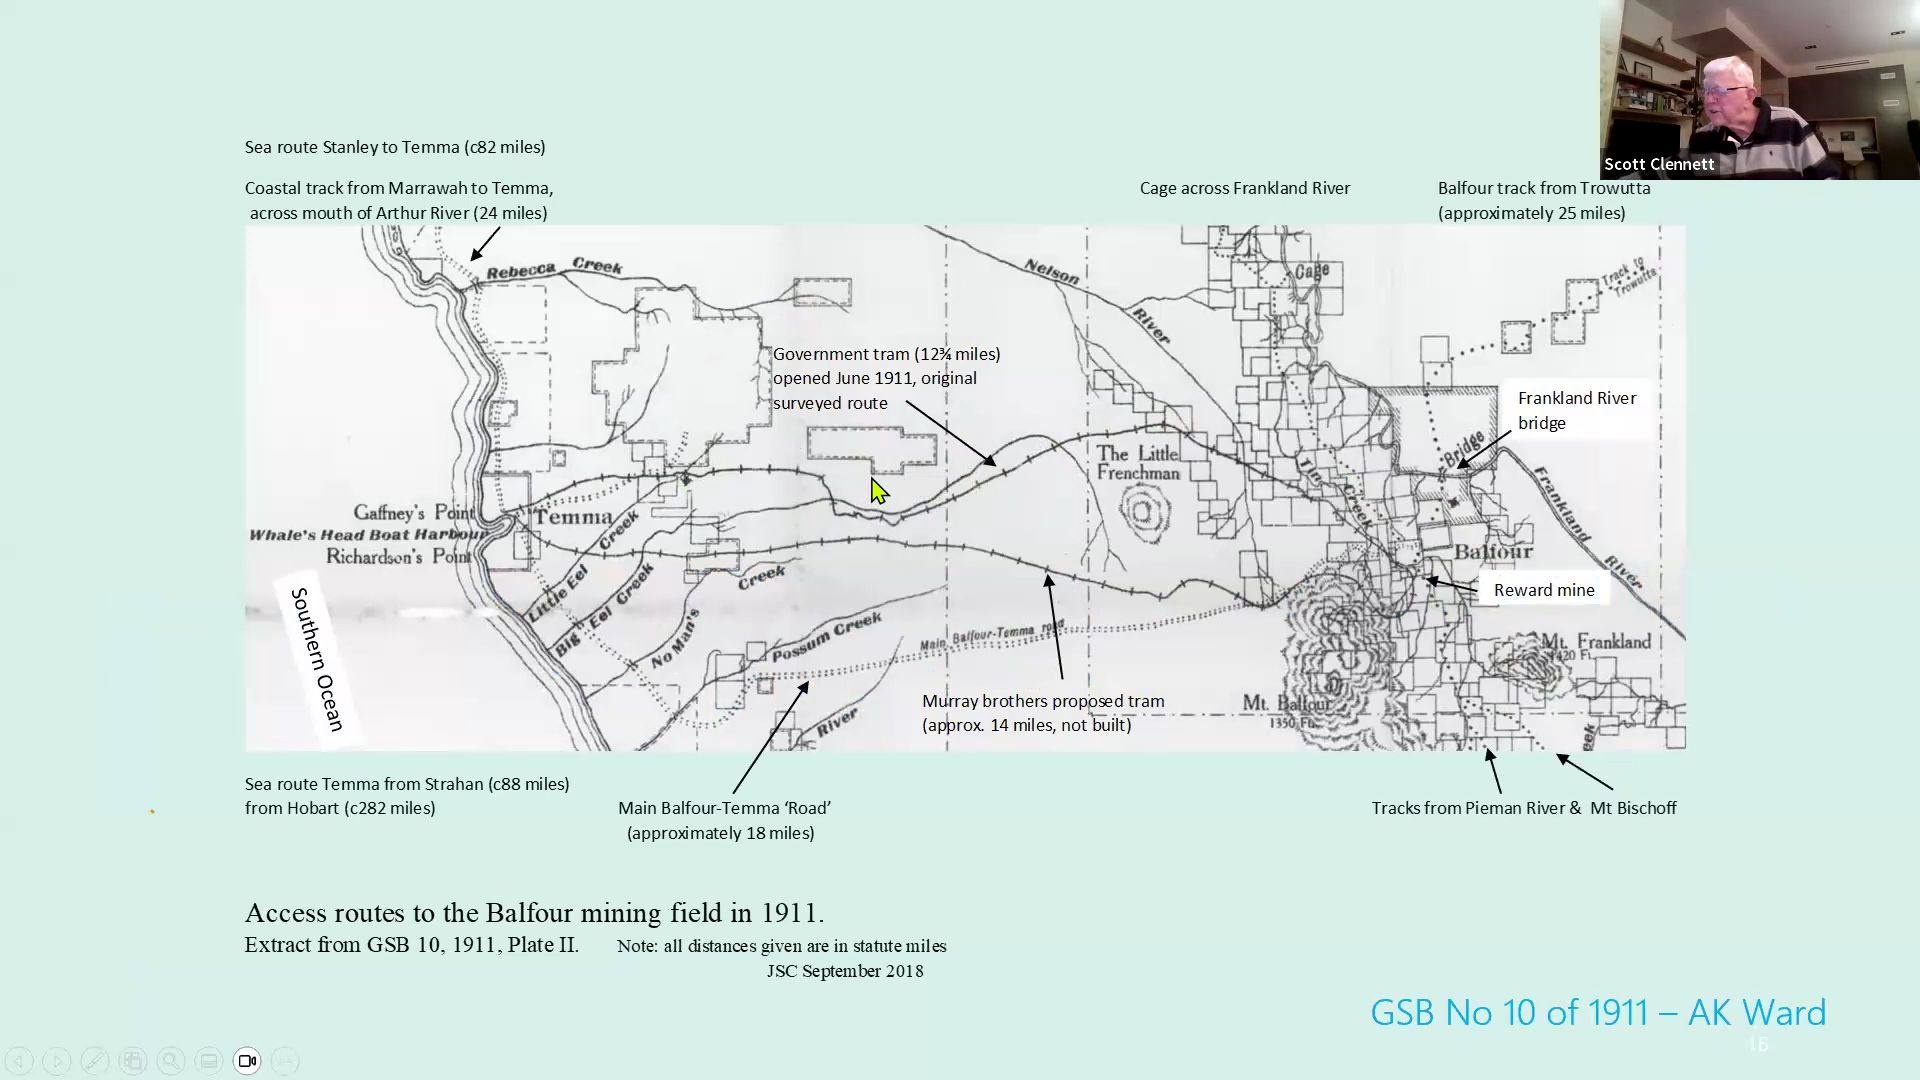 Scott Clennett
Sea route Stanley to Temma (c82 miles)
Coastal track from Marrawah to Temma,
across mouth of Arthur River (24 miles)
Cage across Frankland River
Balfour track from Trowutta
(approximately 25 miles)
Rebecca Creek
Nelson River
Cage
Track to
Trowutta
Government tram (12¾ miles)
opened June 1911, original
surveyed route
Frankland River
bridge
Bridge
The Little
Frenchman
Tin Creek
Frankland River
Gaffney's Point
Temma
Whale's Head Boat Harbour
Richardson's Point
Balfour
Reward mine
Southern Ocean
Little Eel Creek
Big Eel Creek
No Man's Creek
Possum Creek
Main Balfour-Temma road
Mt. Frankland
1420 Ft.
Murray brothers proposed tram
(approx. 14 miles, not built)
Mt. Balfour
1350 Ft.
River
Sea route Temma from Strahan (c88 miles)
from Hobart (c282 miles)
Main Balfour-Temma ‘Road’
(approximately 18 miles)
Tracks from Pieman River & Mt Bischoff
Access routes to the Balfour mining field in 1911.
Extract from GSB 10, 1911, Plate II. Note: all distances given are in statute miles
JSC September 2018
GSB No 10 of 1911 – AK Ward
16